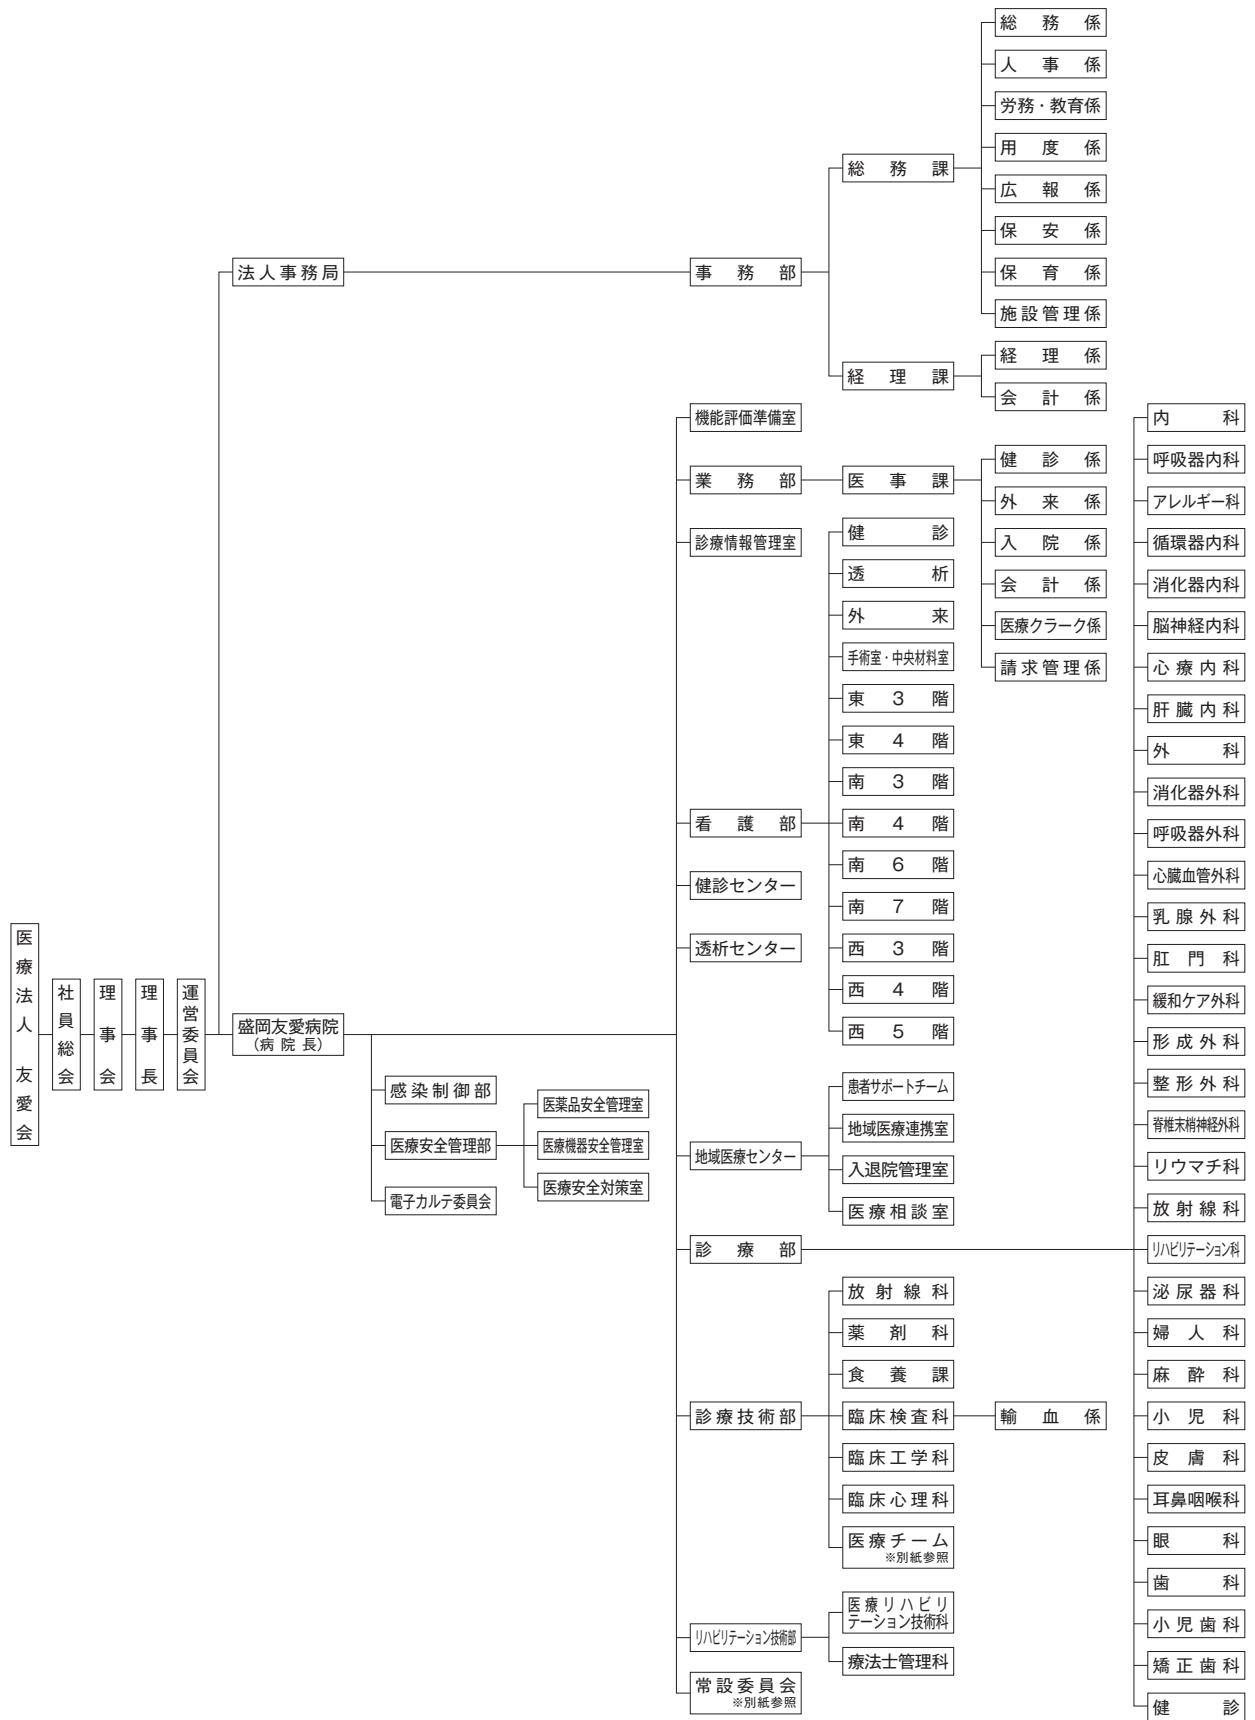 医療法人 友愛会
社員総会
理事会
理事長
運営委員会
法人事務局
事務部
総務課
総務係
人事係
労務・教育係
用度係
広報係
保安係
保育係
施設管理係
経理課
経理係
会計係
盛岡友愛病院
(病院長)
感染制御部
医療安全管理部
医薬品安全管理室
医療機器安全管理室
医療安全対策室
電子カルテ委員会
機能評価準備室
業務部
医事課
健診係
外来係
入院係
会計係
医療クラーク係
請求管理係
診療情報管理室
看護部
健診
透析
外来
手術室・中央材料室
東3階
東4階
南3階
南4階
南6階
南7階
西3階
西4階
西5階
健診センター
透析センター
地域医療センター
患者サポートチーム
地域医療連携室
入退院管理室
医療相談室
診療部
内科
呼吸器内科
アレルギー科
循環器内科
消化器内科
脳神経内科
心療内科
肝臓内科
外科
消化器外科
呼吸器外科
心臓血管外科
乳腺外科
肛門科
緩和ケア外科
形成外科
整形外科
脊椎末梢神経外科
リウマチ科
放射線科
リハビリテーション科
泌尿器科
婦人科
麻酔科
小児科
皮膚科
耳鼻咽喉科
眼科
歯科
小児歯科
矯正歯科
健診
診療技術部
放射線科
薬剤科
食養課
臨床検査科
輸血係
臨床工学科
臨床心理科
医療チーム
※別紙参照
リハビリテーション技術部
医療リハビリ
テーション技術科
療法士管理科
常設委員会
※別紙参照